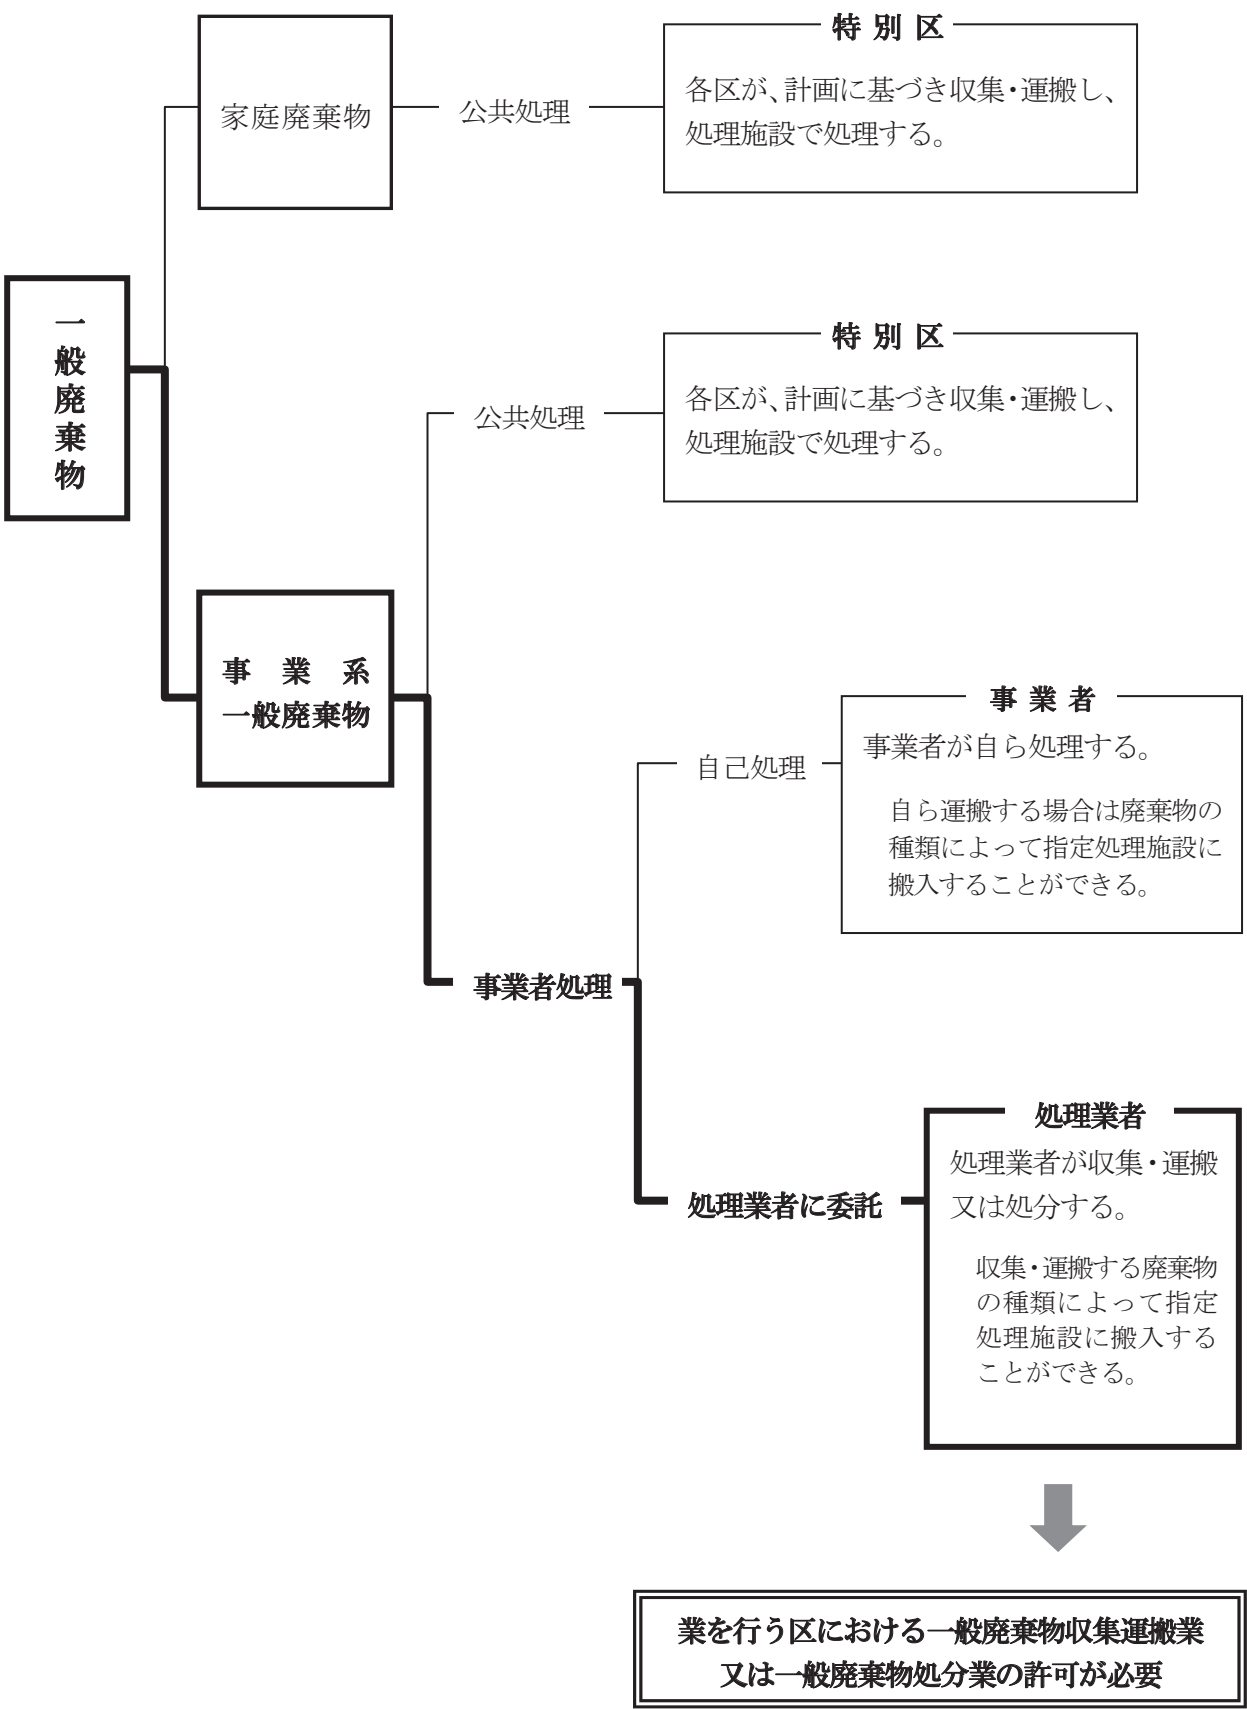 特別区
各区が、計画に基づき収集・運搬し、
処理施設で処理する。
家庭廃棄物
公共処理
一般廃棄物
特別区
各区が、計画に基づき収集・運搬し、
処理施設で処理する。
公共処理
事業系
一般廃棄物
事業者
事業者が自ら処理する。
自己処理
自ら運搬する場合は廃棄物の
種類によって指定処理施設に
搬入することができる。
事業者処理
処理業者
処理業者が収集・運搬
又は処分する。
処理業者に委託
収集・運搬する廃棄物
の種類によって指定
処理施設に搬入する
ことができる。
業を行う区における一般廃棄物収集運搬業
又は一般廃棄物処分業の許可が必要